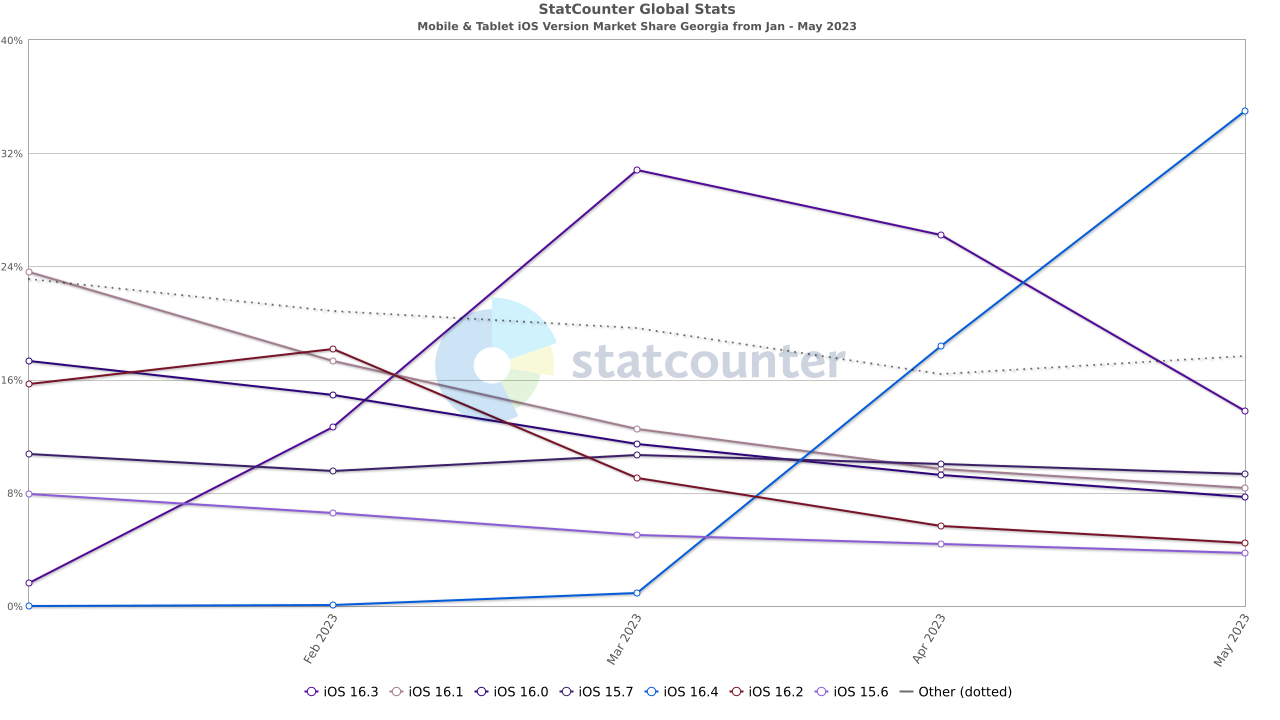 StatCounter Global Stats
Mobile & Tablet iOS Version Market Share Georgia from Jan - May 2023
40%
32%
24%
16%
8%
0%
statcounter
Feb 2023
Mar 2023
Apr 2023
May 2023
iOS 16.3 iOS 16.1 iOS 16.0 iOS 15.7 iOS 16.4 iOS 16.2 iOS 15.6 Other (dotted)